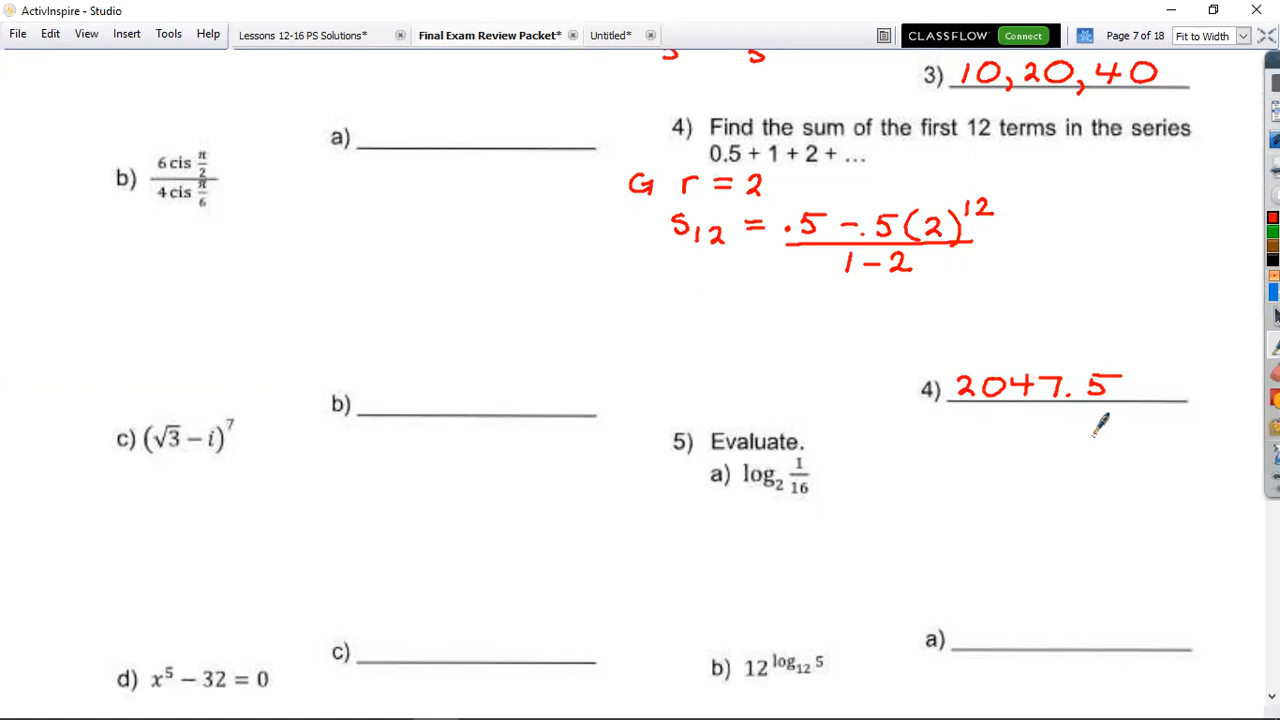 ActivInspire - Studio
File Edit View Insert Tools Help Lessons 12-16 PS Solutions* Final Exam Review Packet* Untitled* CLASSFLOW Connect Page 7 of 18 Fit to Width
3) 10, 20, 40
a)
b) 6 cis π/2 / 4 cis π/6
b)
c) (√3 − i)^7
c)
d) x^5 − 32 = 0
4) Find the sum of the first 12 terms in the series
0.5 + 1 + 2 + ...
G r = 2
S12 = .5 - .5(2)^12 / 1 - 2
4) 2047.5
5) Evaluate.
a) log_2 1/16
a)
b) 12^log_12 5